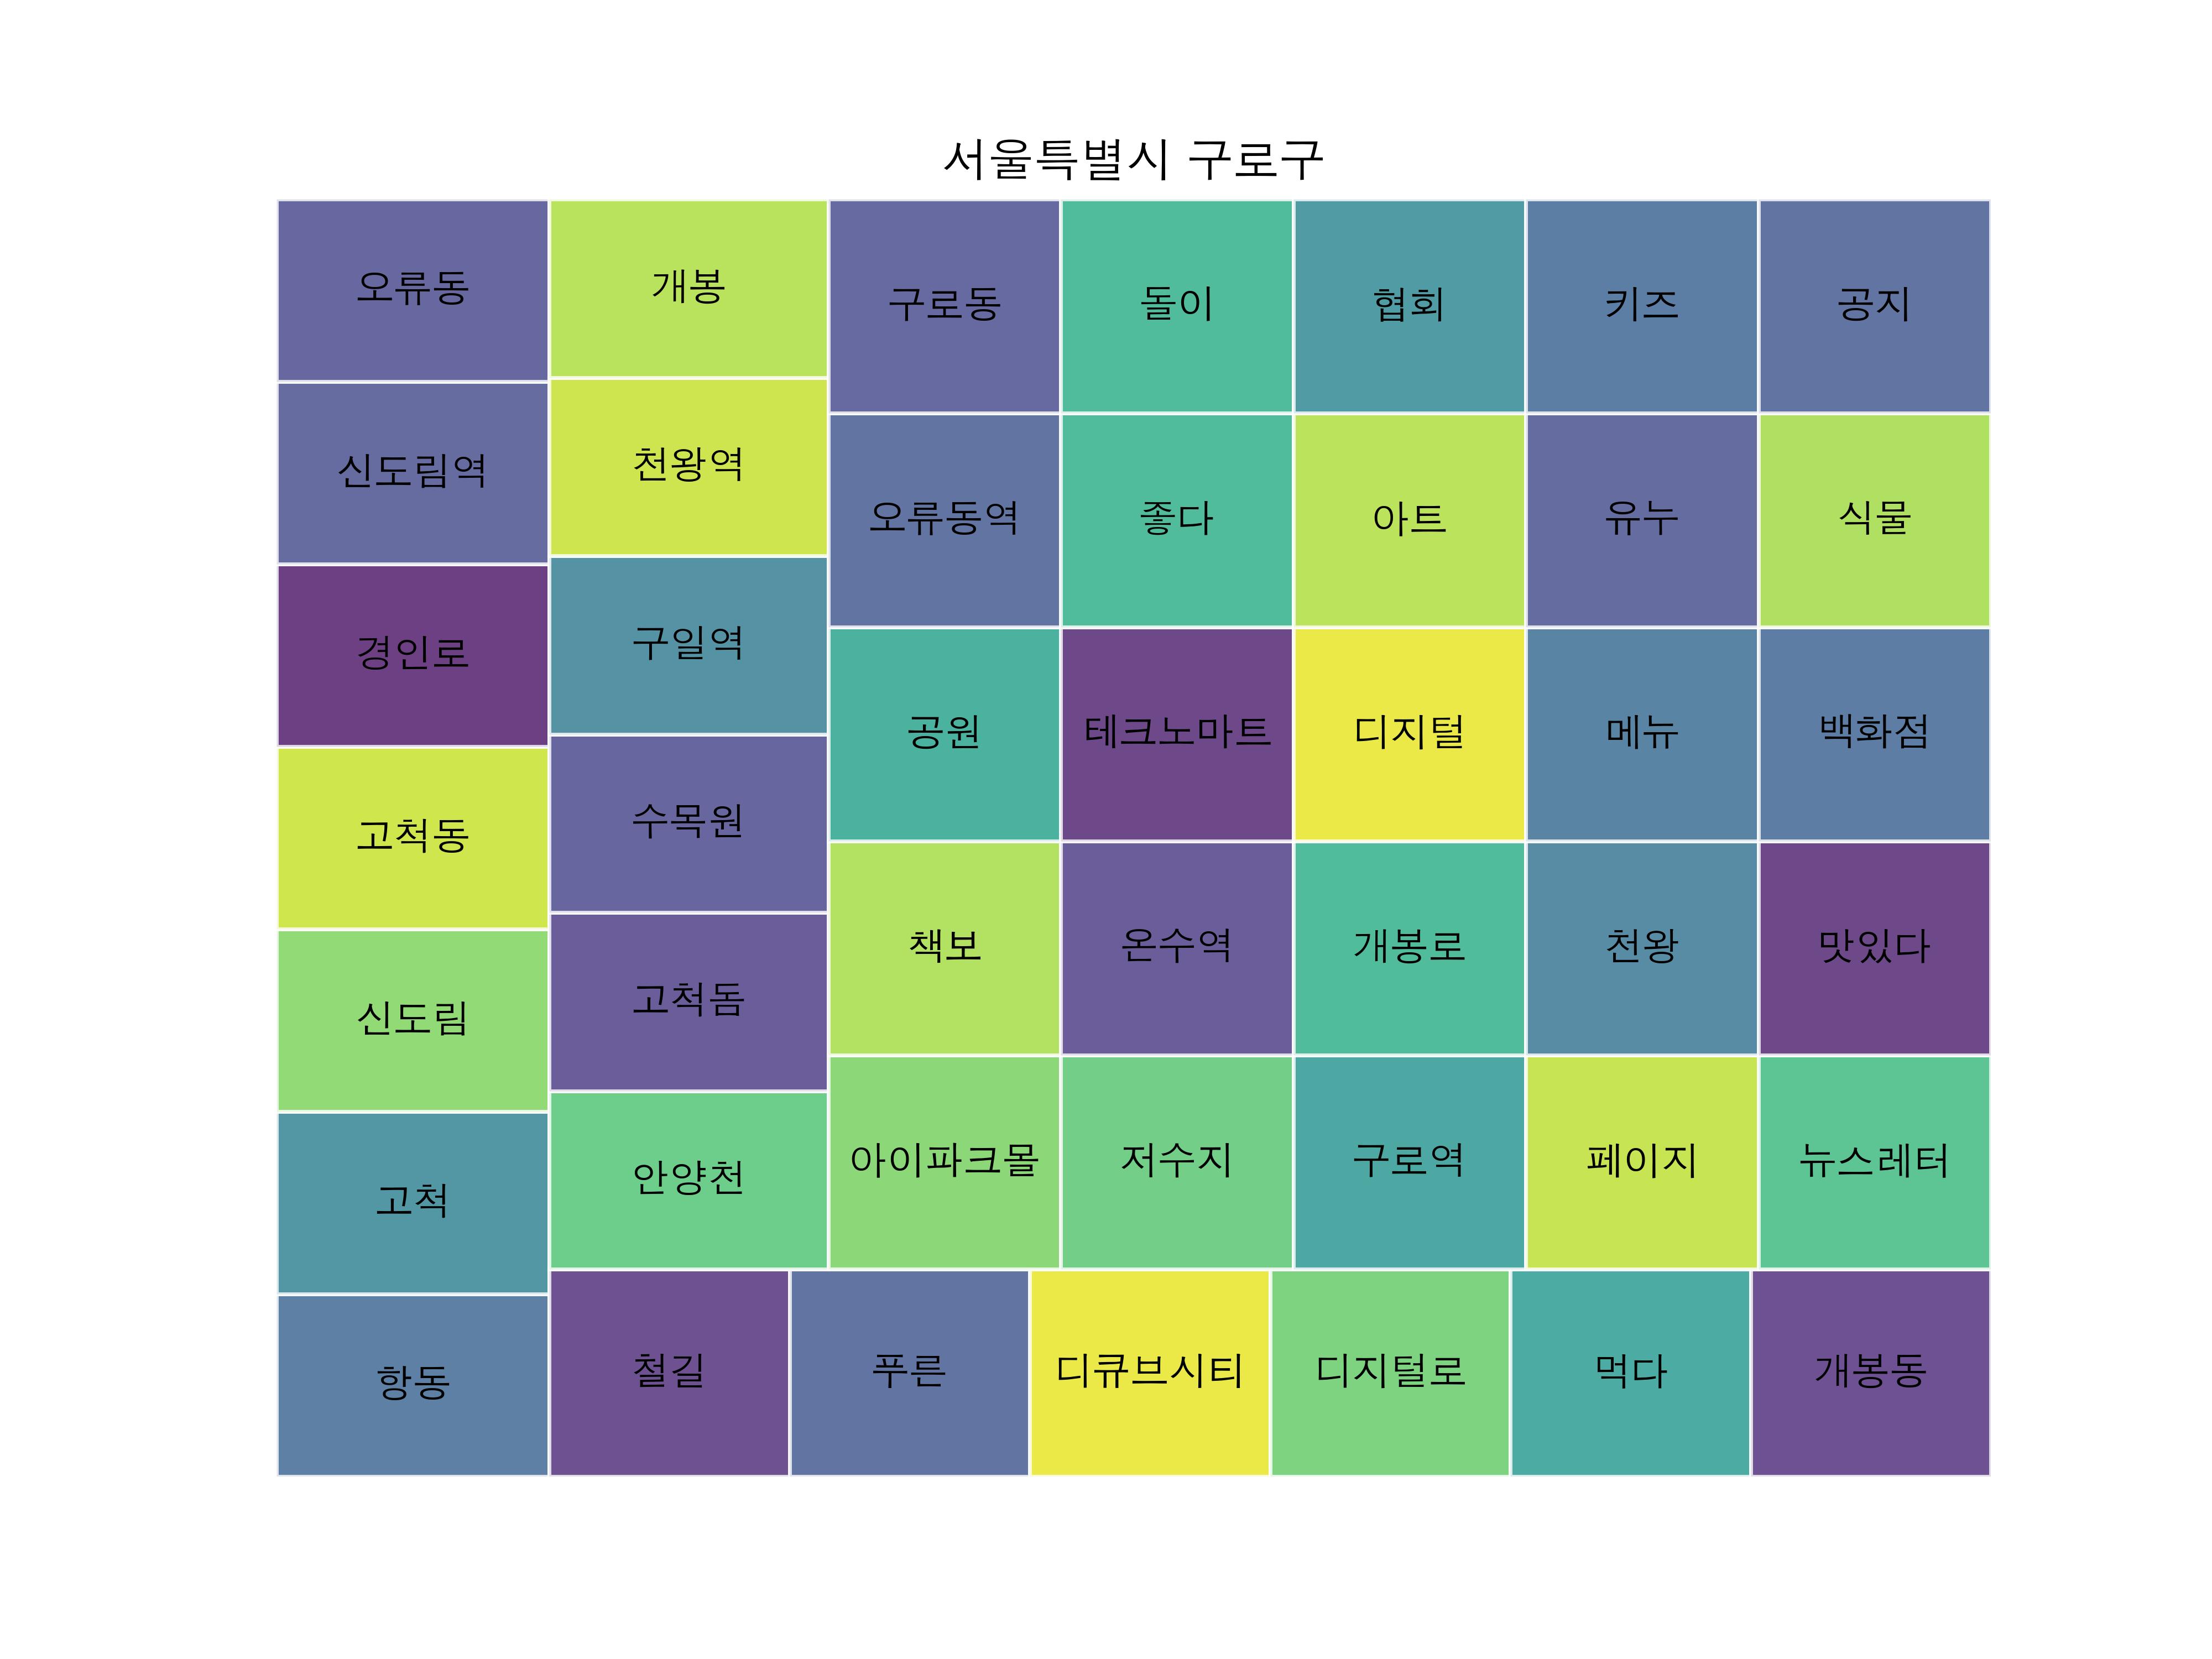 서울특별시 구로구
오류동
신도림역
경인로
고척동
신도림
고척
항동
개봉
천왕역
구일역
수목원
고척돔
안양천
구로동
돌이
협회
키즈
공지
오류동역
좋다
아트
유누
식물
공원
테크노마트
디지털
메뉴
백화점
책보
온수역
개봉로
천왕
맛있다
아이파크몰
저수지
구로역
페이지
뉴스레터
철길
푸른
디큐브시티
디지털로
먹다
개봉동